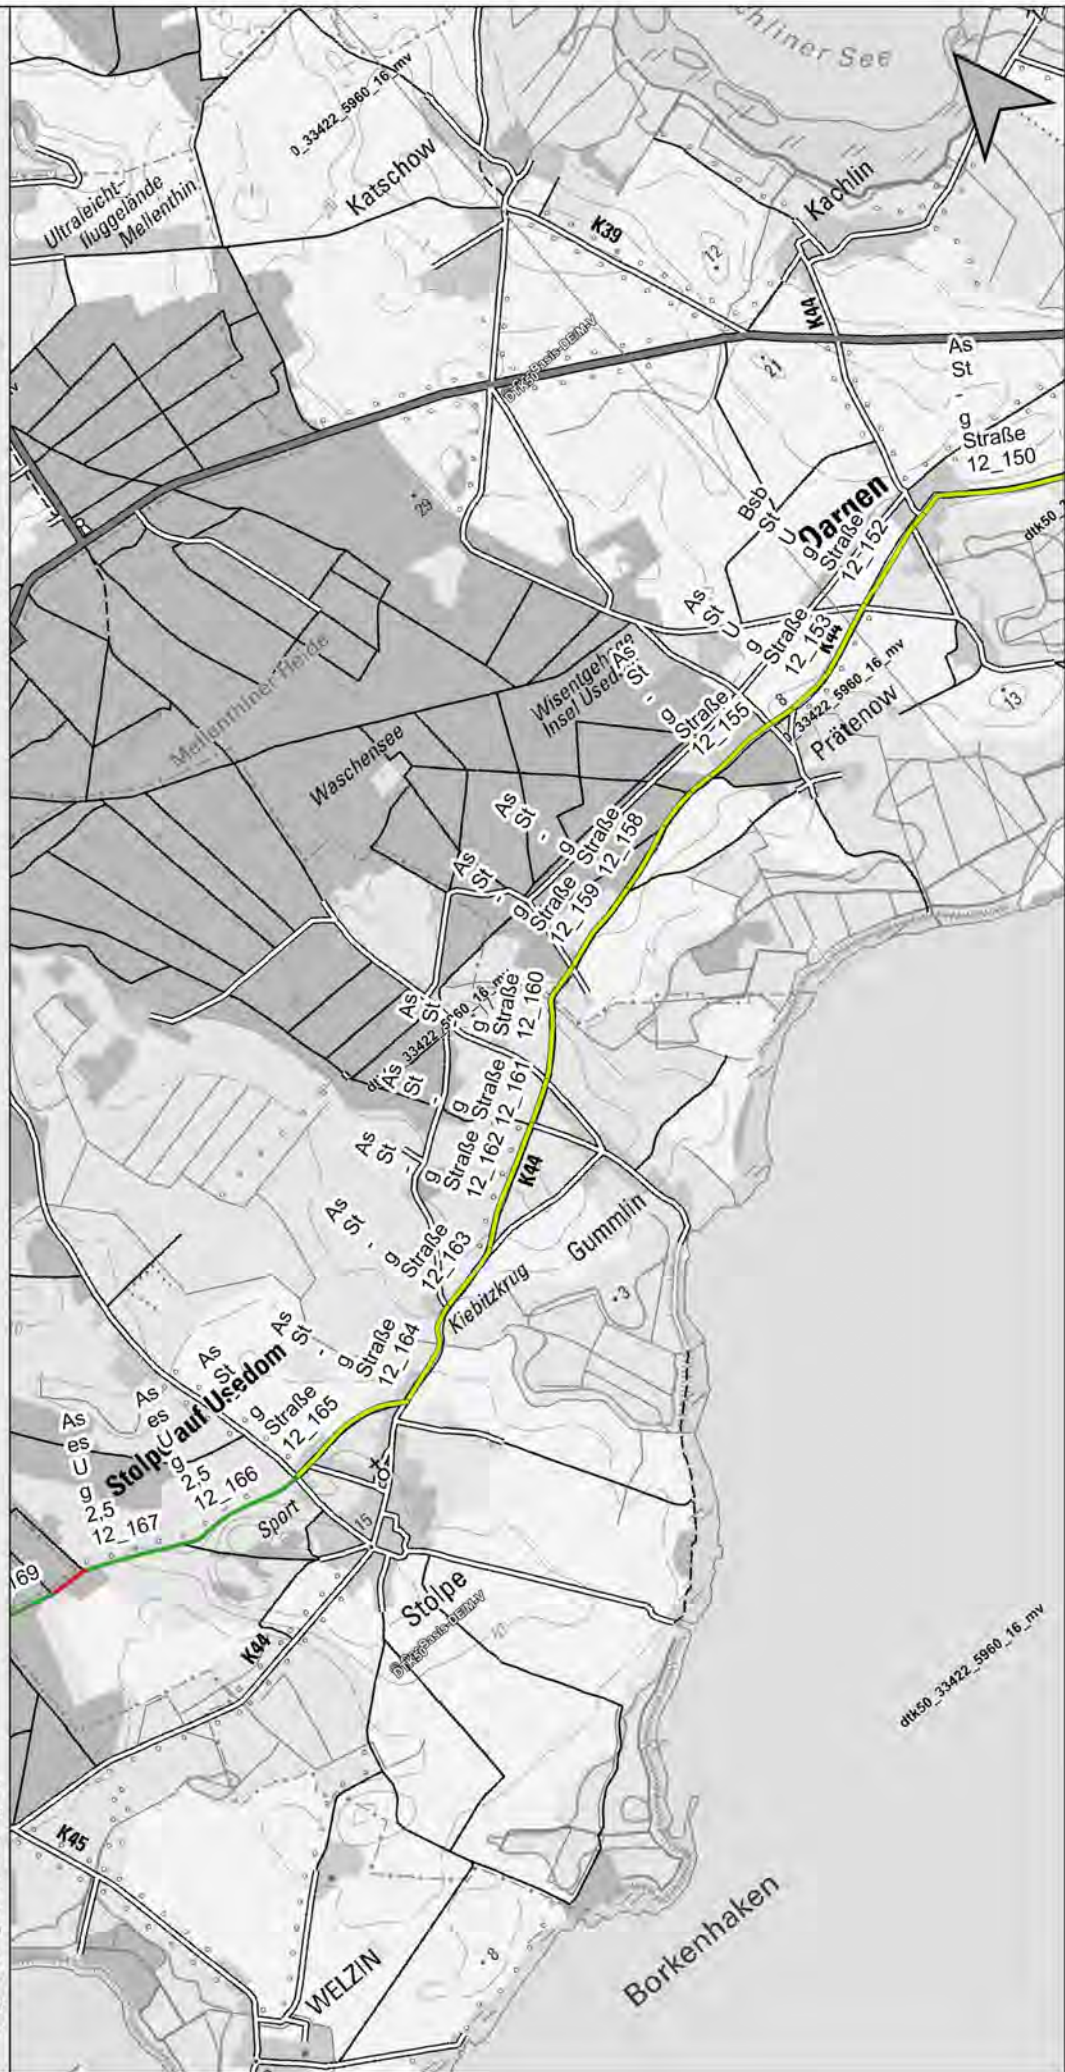 chliner See
0_33422_5960_16_mv
Katschow
Ultraleicht-
fluggelände
Mellenthin
Kachlin
K39
12
K44
21
29
As
St
-
g
Straße
12_150
Bsb
St
U
g
Straße
12_152
Dargen
As
St
U
g
Straße
12_153
K44
As
St
-
g
Straße
12_155
Wisentgehege
Insel Usedom
8
_33422_5960_16_mv
13
Prätenow
Mellenthiner Heide
Waschensee
As
St
-
g
Straße
12_158
As
St
-
g
Straße
12_159
As
St
-
g
Straße
12_160
33422_5960_16_mv
As
St
-
g
Straße
12_161
As
St
-
g
Straße
12_162
K44
As
St
-
g
Straße
12_163
Gummlin
Kiebitzkrug
3
As
St
-
g
Straße
12_164
As
St
-
g
Straße
12_165
Stolpe auf Usedom
As
es
U
g
2,5
12_166
As
es
U
g
2,5
12_167
169
Sport
15
Stolpe
10
K44
dtk50_33422_5960_16_mv
K45
WELZIN
8
Borkenhaken